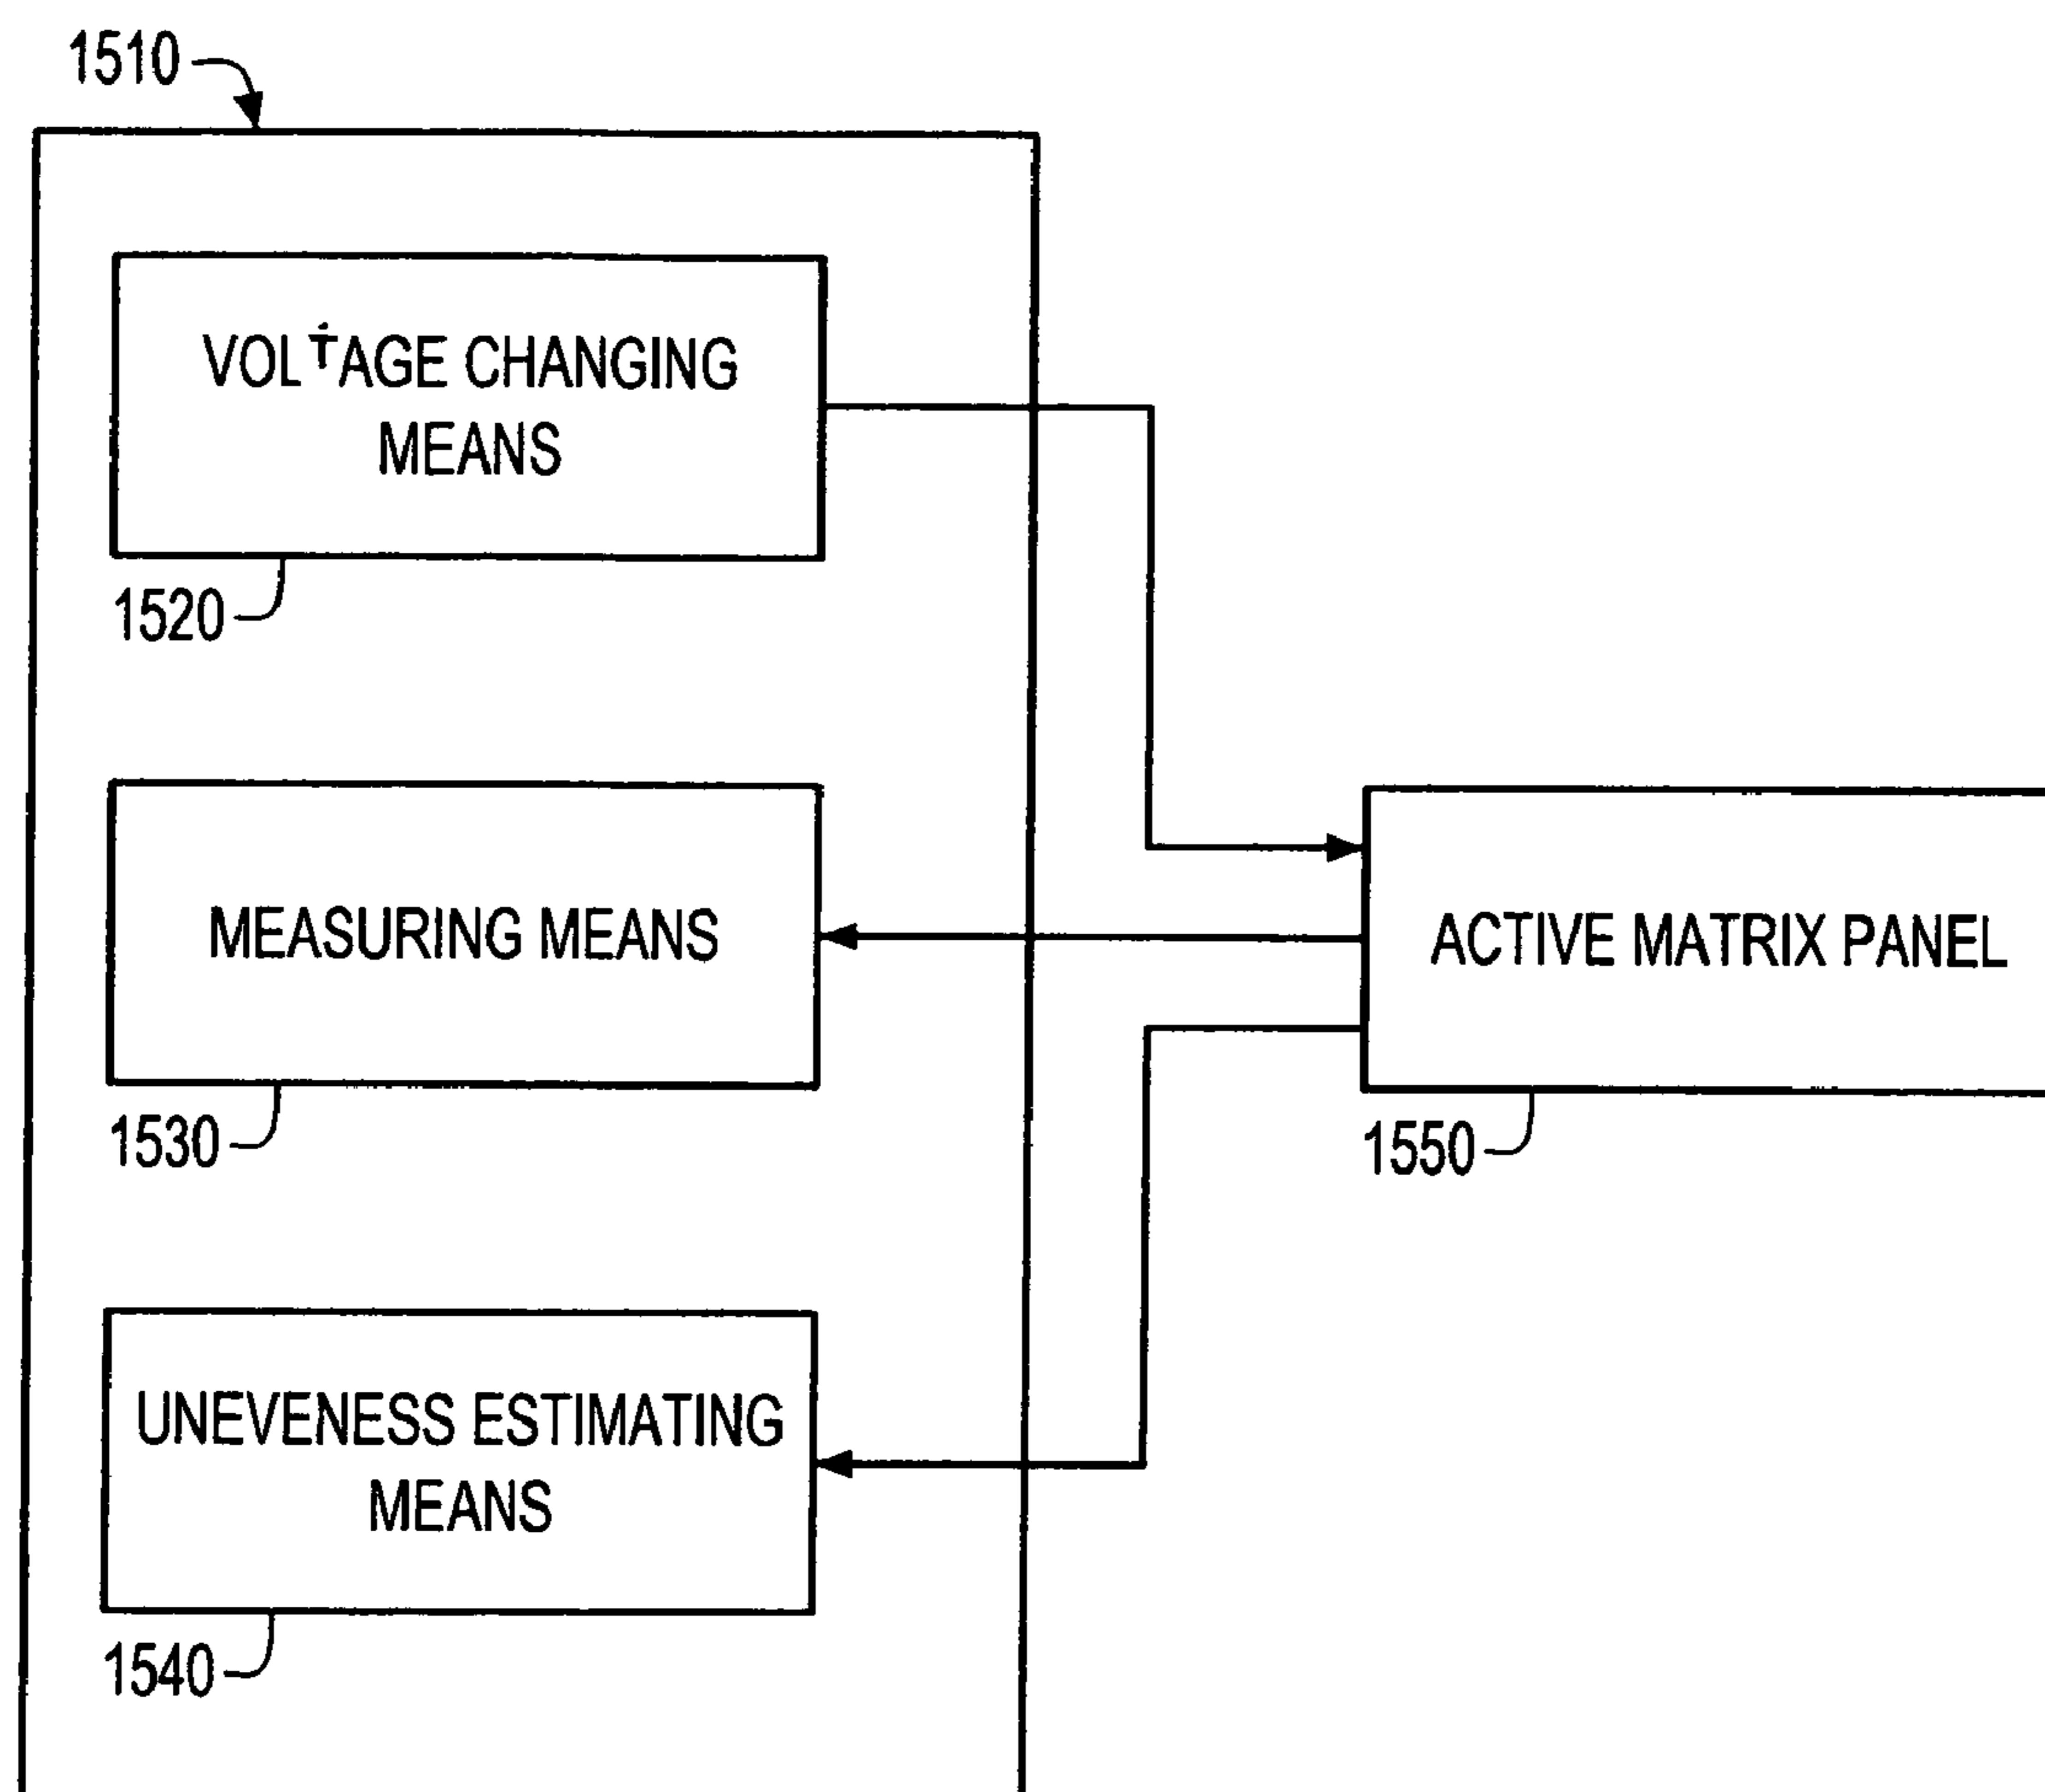 1510
VOLTAGE CHANGING
MEANS
1520
MEASURING MEANS
1530
ACTIVE MATRIX PANEL
1550
UNEVENESS ESTIMATING
MEANS
1540